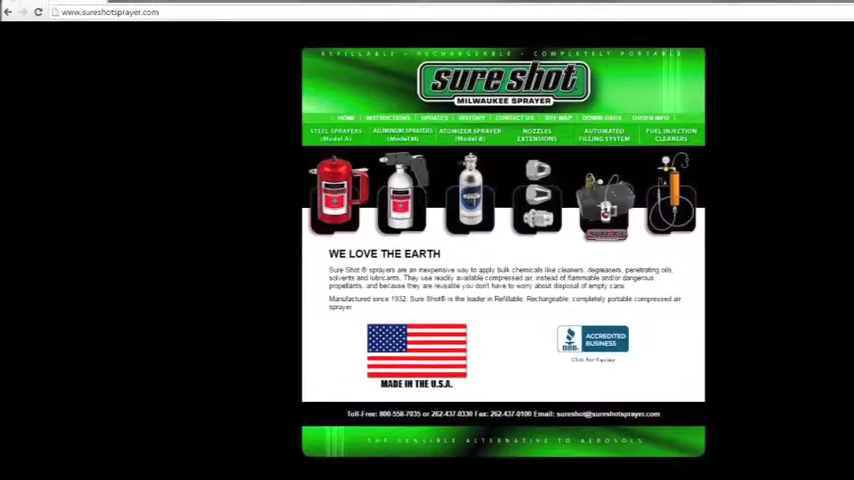 www.sureshotsprayer.com
REFILLABLE • RECHARGEABLE • COMPLETELY PORTABLE
sure shot
MILWAUKEE SPRAYER
HOME INSTRUCTIONS UPDATES HISTORY CONTACT US SITE MAP DOWNLOADS ORDER INFO
STEEL SPRAYERS ALUMINUM SPRAYERS ATOMIZER SPRAYER NOZZLES AUTOMATED FUEL INJECTION
(Model A) (Model M) (Model B) EXTENSIONS FILLING SYSTEM CLEANERS
WE LOVE THE EARTH
Sure Shot ® sprayers are an inexpensive way to apply bulk chemicals like cleaners, degreasers, penetrating oils,
solvents and lubricants. They use readily available compressed air, instead of flammable and/or dangerous
propellants, and because they are reusable you don't have to worry about disposal of empty cans.
Manufactured since 1932, Sure Shot® is the leader in Refillable, Rechargeable, completely portable compressed air
sprayer.
BBB ACCREDITED
BUSINESS
Click for Review
MADE IN THE U.S.A.
Toll-Free: 800-558-7035 or 262-437-0330 Fax: 262-437-0100 Email: sureshot@sureshotsprayer.com
THE SENSIBLE ALTERNATIVE TO AEROSOLS